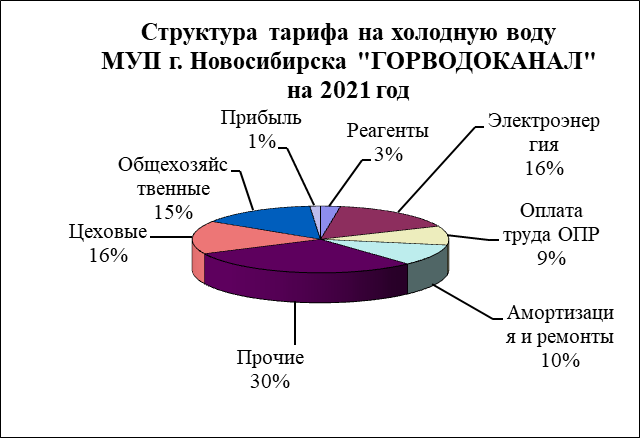 Структура тарифа на холодную воду
МУП г. Новосибирска "ГОРВОДОКАНАЛ"
на 2021 год
Прибыль
1%
Реагенты
3%
Электроэнер
гия
16%
Общехозяйс
твенные
15%
Оплата
труда ОПР
9%
Цеховые
16%
Амортизаци
я и ремонты
10%
Прочие
30%